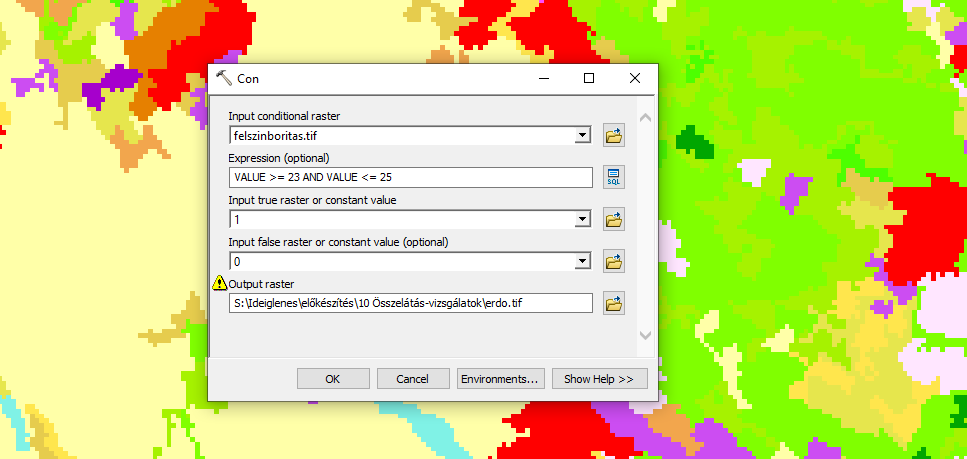 Con
Input conditional raster
felszinboritas.tif
Expression (optional)
VALUE >= 23 AND VALUE <= 25
SQL
Input true raster or constant value
1
Input false raster or constant value (optional)
0
Output raster
S:\Ideiglenes\előkészítés\10 Összelátás-vizsgálatok\erdo.tif
OK
Cancel
Environments...
Show Help >>